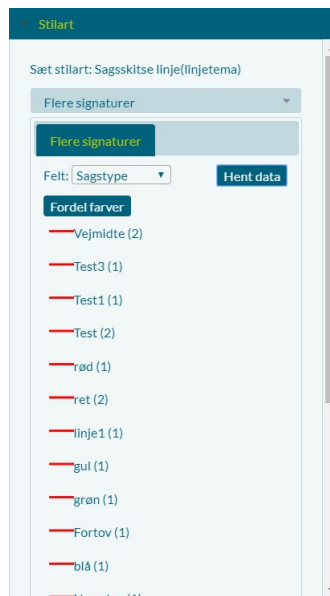 Stilart
Sæt stilart: Sagsskitse linje(linjetema)
Flere signaturer
Flere signaturer
Felt: Sagstype Hent data
Fordel farver
Vejmidte (2)
Test3 (1)
Test1 (1)
Test (2)
rød (1)
ret (2)
linje1 (1)
gul (1)
grøn (1)
Fortov (1)
blå (1)